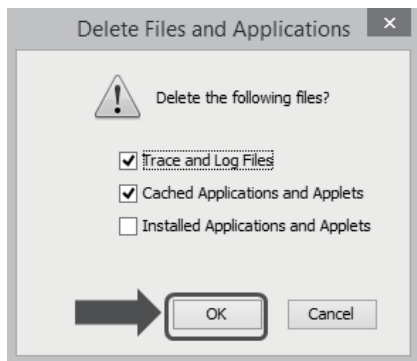 Delete Files and Applications
Delete the following files?
Trace and Log Files
Cached Applications and Applets
Installed Applications and Applets
OK Cancel